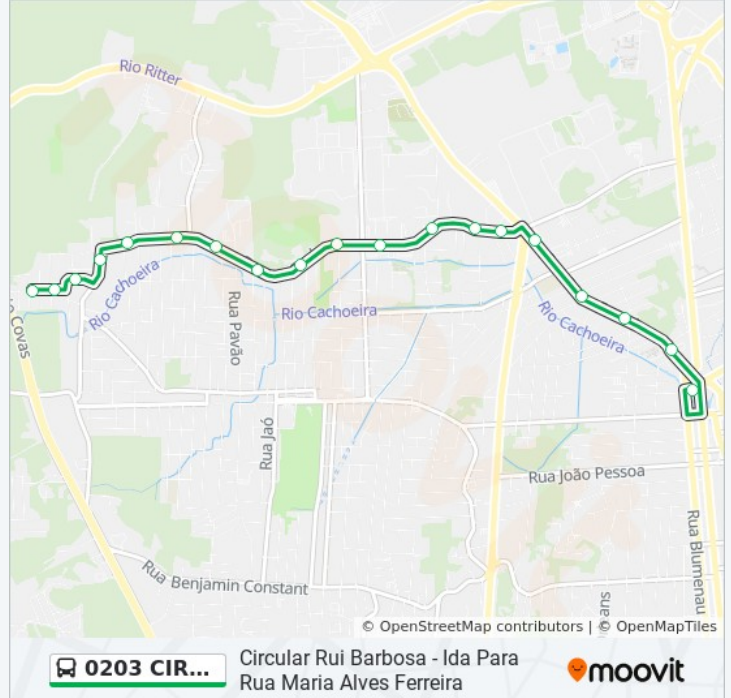 Rio Ritter
Rio Cachoeira
Rua Pavão
Rio Cachoeira
Rio Cachoeira
Covas
Rua Jaó
Rua João Pessoa
Rua Blumenau
Rua Benjamin Constant
© OpenStreetMap contributors | © OpenMapTiles
0203 CIR...
Circular Rui Barbosa - Ida Para
Rua Maria Alves Ferreira
moovit